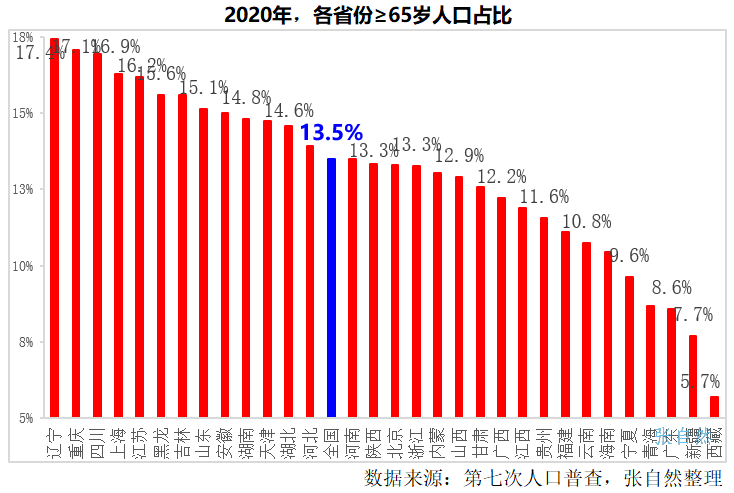 2020年，各省份≥65岁人口占比
18%
15%
13%
10%
8%
5%
17.4%
17.1%
16.9%
16.2%
15.6%
15.1%
14.8%
14.6%
13.5%
13.3%
13.3%
12.9%
12.2%
11.6%
10.8%
9.6%
8.6%
7.7%
5.7%
辽宁
重庆
四川
上海
江苏
黑龙
吉林
山东
安徽
湖南
天津
湖北
河北
全国
河南
陕西
北京
浙江
内蒙
山西
甘肃
广西
江西
贵州
福建
云南
海南
宁夏
青海
广东
新疆
西藏
张自然
数据来源：第七次人口普查，张自然整理